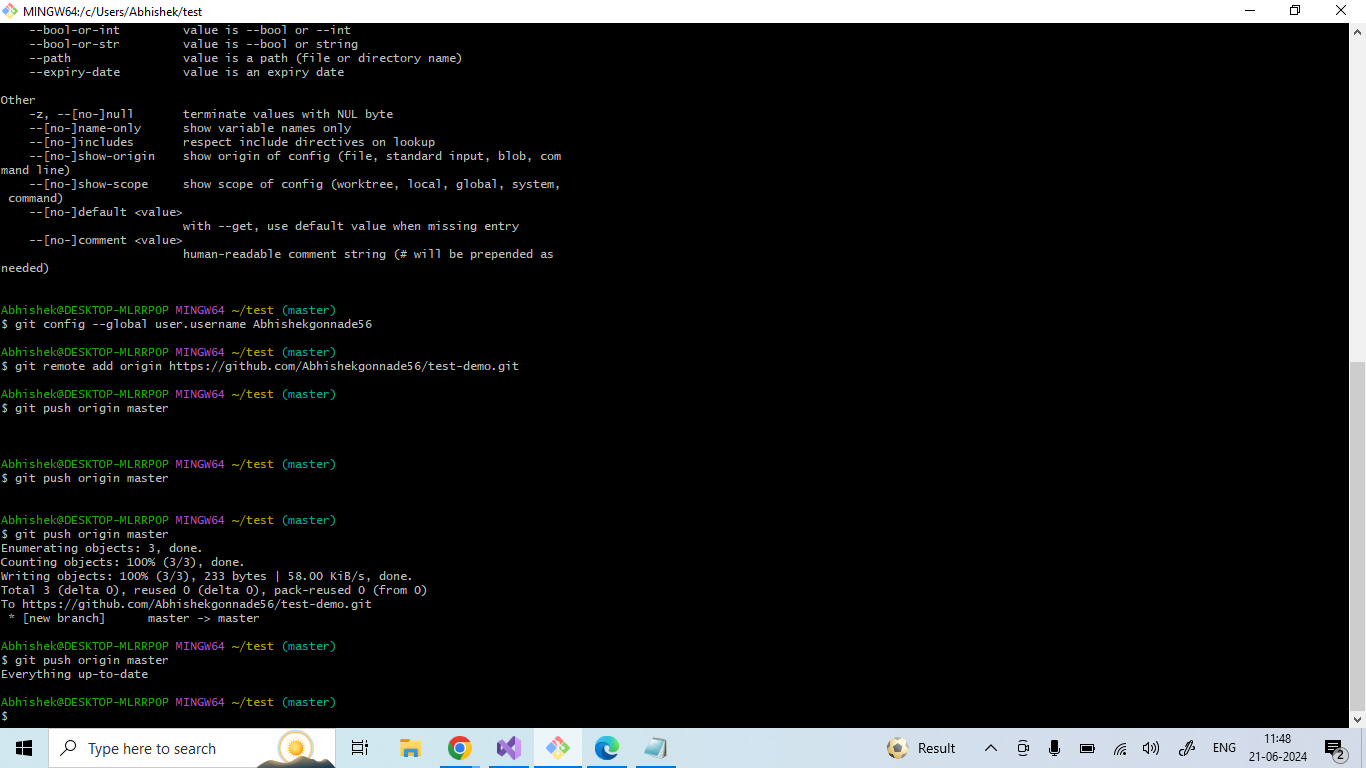 MINGW64:/c/Users/Abhishek/test
    --bool-or-int         value is --bool or --int
    --bool-or-str         value is --bool or string
    --path                value is a path (file or directory name)
    --expiry-date         value is an expiry date
Other
    -z, --[no-]null       terminate values with NUL byte
    --[no-]name-only      show variable names only
    --[no-]includes       respect include directives on lookup
    --[no-]show-origin    show origin of config (file, standard input, blob, com
mand line)
    --[no-]show-scope     show scope of config (worktree, local, global, system,
 command)
    --[no-]default <value>
                          with --get, use default value when missing entry
    --[no-]comment <value>
                          human-readable comment string (# will be prepended as
needed)
Abhishek@DESKTOP-MLRRPOP MINGW64 ~/test (master)
$ git config --global user.username Abhishekgonnade56
Abhishek@DESKTOP-MLRRPOP MINGW64 ~/test (master)
$ git remote add origin https://github.com/Abhishekgonnade56/test-demo.git
Abhishek@DESKTOP-MLRRPOP MINGW64 ~/test (master)
$ git push origin master
Abhishek@DESKTOP-MLRRPOP MINGW64 ~/test (master)
$ git push origin master
Abhishek@DESKTOP-MLRRPOP MINGW64 ~/test (master)
$ git push origin master
Enumerating objects: 3, done.
Counting objects: 100% (3/3), done.
Writing objects: 100% (3/3), 233 bytes | 58.00 KiB/s, done.
Total 3 (delta 0), reused 0 (delta 0), pack-reused 0 (from 0)
To https://github.com/Abhishekgonnade56/test-demo.git
 * [new branch]      master -> master
Abhishek@DESKTOP-MLRRPOP MINGW64 ~/test (master)
$ git push origin master
Everything up-to-date
Abhishek@DESKTOP-MLRRPOP MINGW64 ~/test (master)
$
Type here to search
Result
ENG
11:48
21-06-2024
2